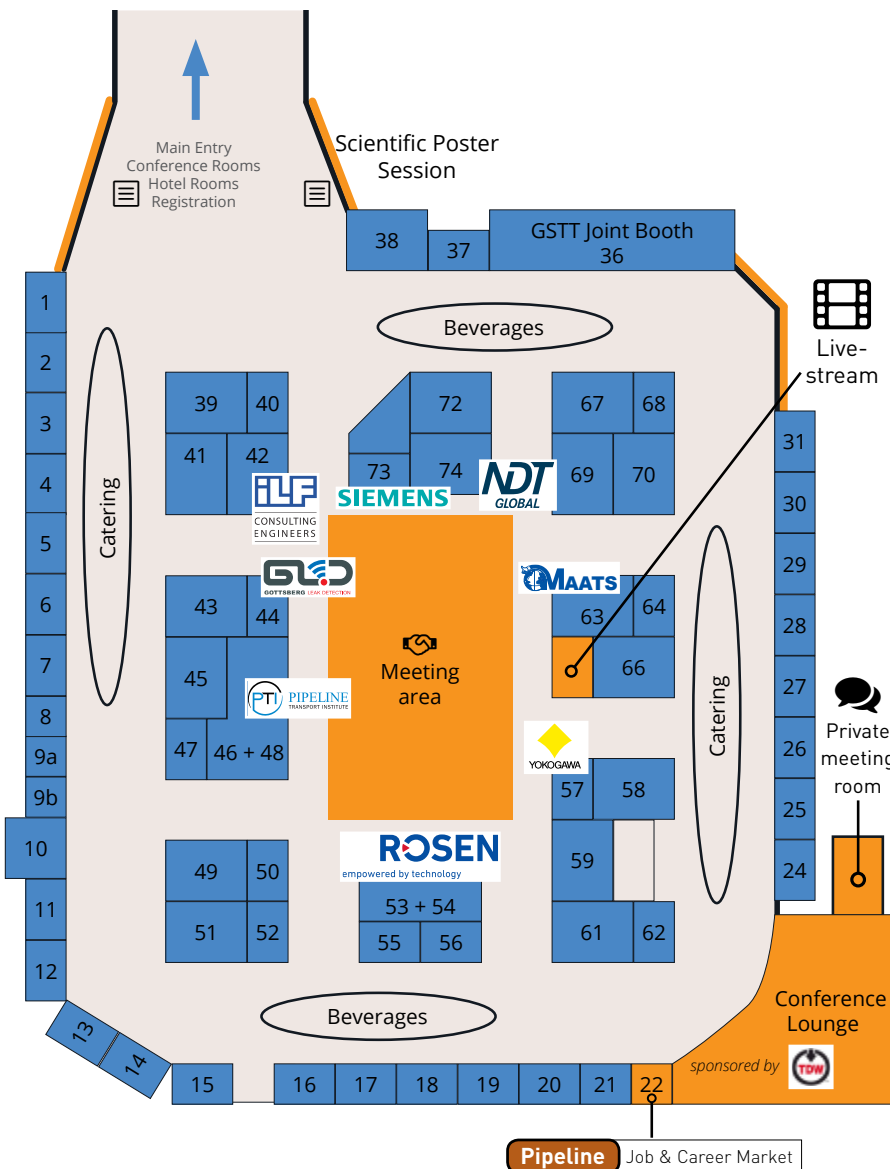 Main Entry
Conference Rooms
Hotel Rooms
Registration
Scientific Poster
Session
38
37
GSTT Joint Booth
36
1
2
3
4
5
6
7
8
9a
9b
10
11
12
13
14
15
16
17
18
19
20
21
22
Beverages
Live-
stream
Catering
39
40
41
42
72
73
74
67
68
69
70
31
30
29
28
27
26
25
24
iLF
CONSULTING
ENGINEERS
SIEMENS
NDT
GLOBAL
GLD
GOTTSBERG LEAK DETECTION
MAATS
43
44
45
47
46 + 48
PTI PIPELINE
TRANSPORT INSTITUTE
Meeting
area
63
64
66
YOKOGAWA
57
58
59
61
62
Catering
Private
meeting
room
49
50
51
52
ROSEN
empowered by technology
53 + 54
55
56
Beverages
Conference
Lounge
sponsored by
TDW
Pipeline Job & Career Market